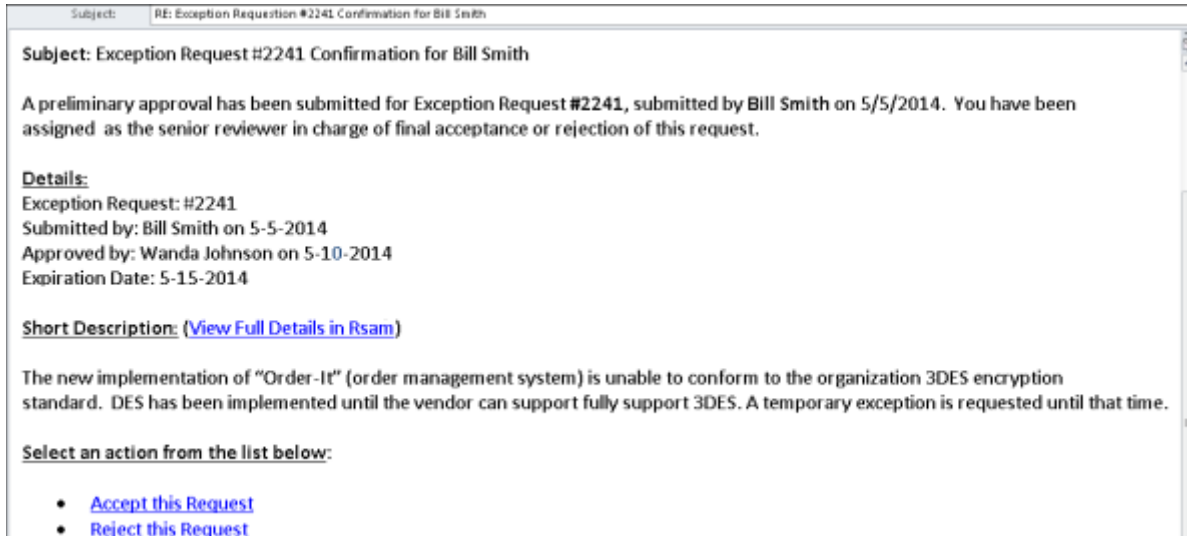 Subject: RE: Exception Requestion #2241 Confirmation for Bill Smith
Subject: Exception Request #2241 Confirmation for Bill Smith
A preliminary approval has been submitted for Exception Request #2241, submitted by Bill Smith on 5/5/2014. You have been
assigned as the senior reviewer in charge of final acceptance or rejection of this request.
Details:
Exception Request: #2241
Submitted by: Bill Smith on 5-5-2014
Approved by: Wanda Johnson on 5-10-2014
Expiration Date: 5-15-2014
Short Description: (View Full Details in Rsam)
The new implementation of “Order-It” (order management system) is unable to conform to the organization 3DES encryption
standard. DES has been implemented until the vendor can support fully support 3DES. A temporary exception is requested until that time.
Select an action from the list below:
• Accept this Request
• Reject this Request